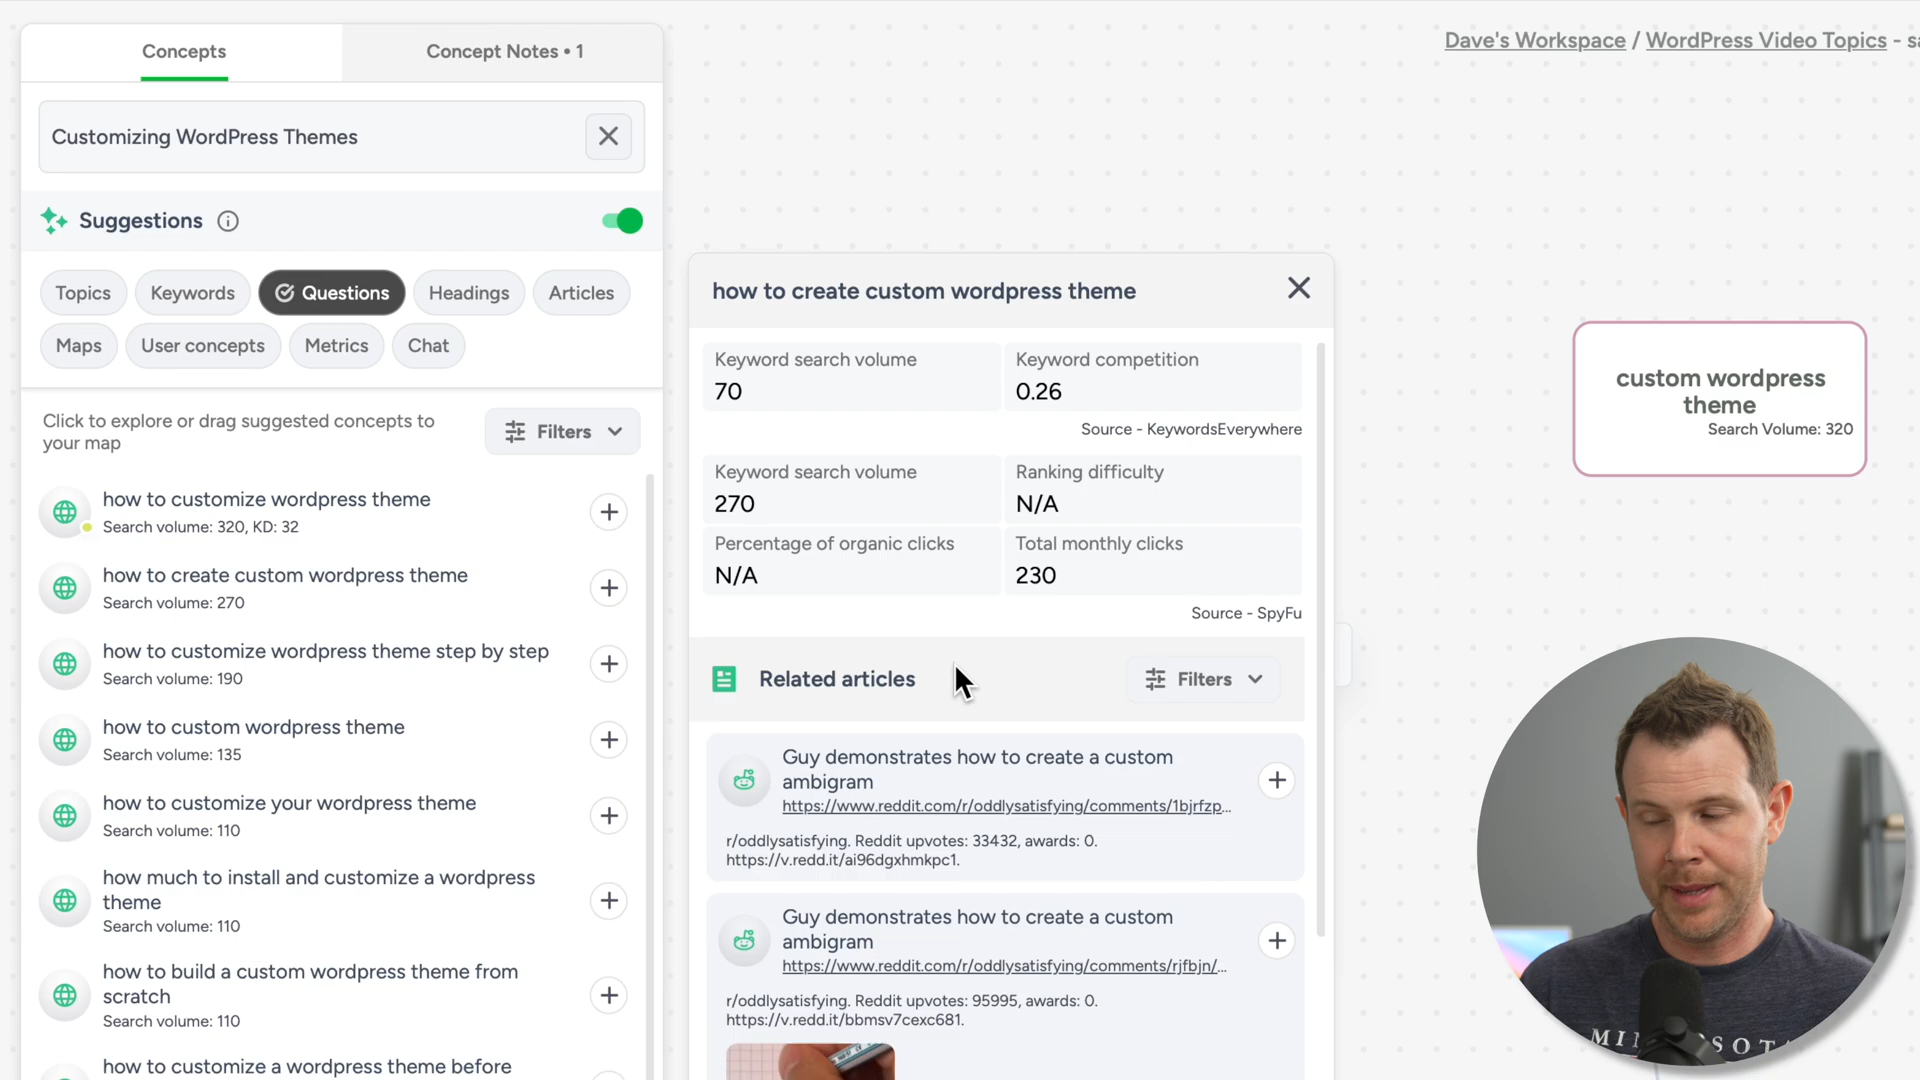 Concepts
Concept Notes • 1
Dave's Workspace / WordPress Video Topics - sa
Customizing WordPress Themes
Suggestions
Topics
Keywords
Questions
Headings
Articles
Maps
User concepts
Metrics
Chat
Click to explore or drag suggested concepts to
your map
Filters
how to customize wordpress theme
Search volume: 320, KD: 32
how to create custom wordpress theme
Search volume: 270
how to customize wordpress theme step by step
Search volume: 190
how to custom wordpress theme
Search volume: 135
how to customize your wordpress theme
Search volume: 110
how much to install and customize a wordpress
theme
Search volume: 110
how to build a custom wordpress theme from
scratch
Search volume: 110
how to customize a wordpress theme before
how to create custom wordpress theme
Keyword search volume
70
Keyword competition
0.26
Source - KeywordsEverywhere
Keyword search volume
270
Ranking difficulty
N/A
Percentage of organic clicks
N/A
Total monthly clicks
230
Source - SpyFu
Related articles
Filters
Guy demonstrates how to create a custom
ambigram
https://www.reddit.com/r/oddlysatisfying/comments/1bjrfzp...
r/oddlysatisfying. Reddit upvotes: 33432, awards: 0.
https://v.redd.it/ai96dgxhmkpc1.
Guy demonstrates how to create a custom
ambigram
https://www.reddit.com/r/oddlysatisfying/comments/rjfbjn/...
r/oddlysatisfying. Reddit upvotes: 95995, awards: 0.
https://v.redd.it/bbmsv7cexc681.
custom wordpress
theme
Search Volume: 320